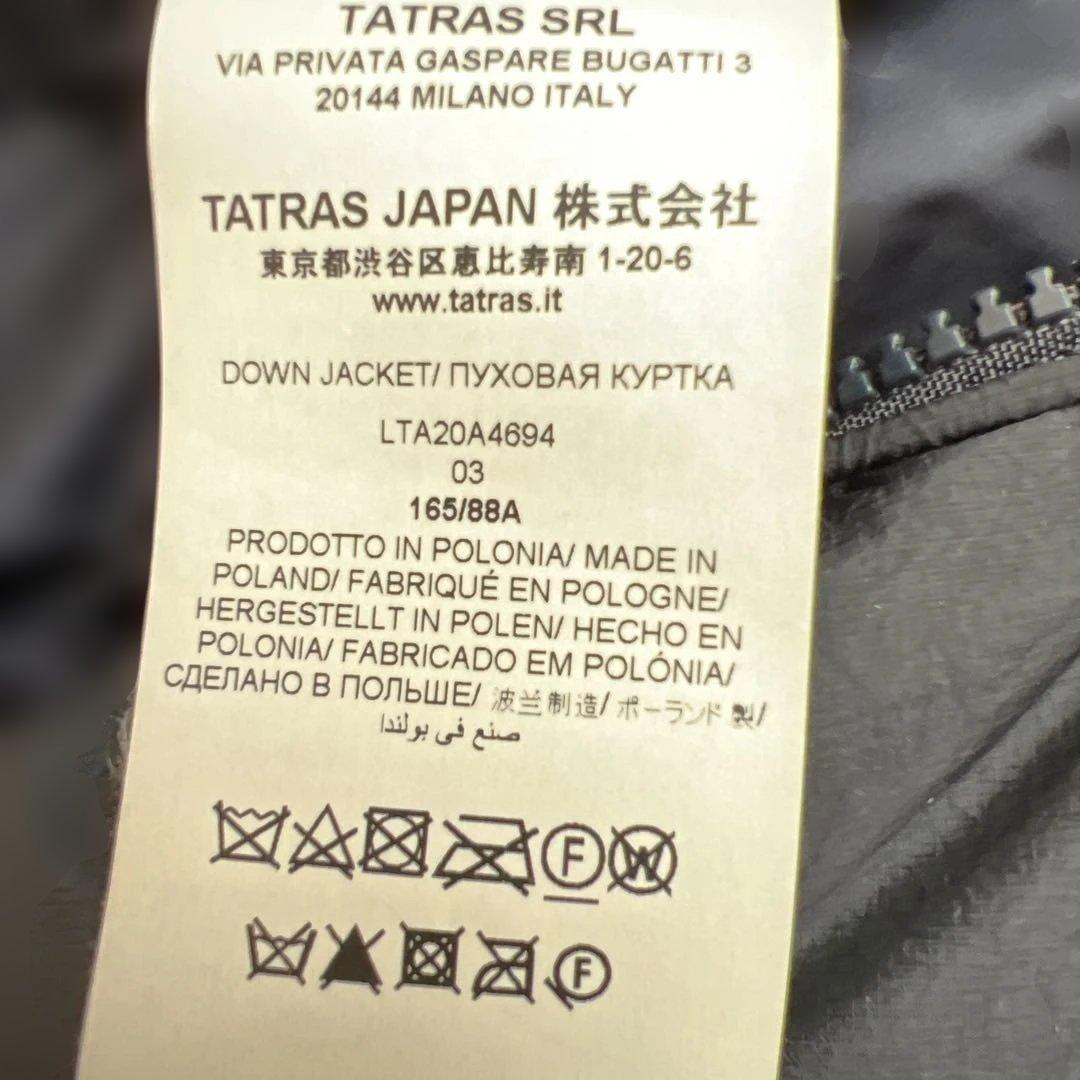 TATRAS SRL
VIA PRIVATA GASPARE BUGATTI 3
20144 MILANO ITALY
TATRAS JAPAN 株式会社
東京都渋谷区恵比寿南 1-20-6
www.tatras.it
DOWN JACKET/ ПУХОВАЯ КУРТКА
LTA20A4694
03
165/88A
PRODOTTO IN POLONIA/ MADE IN
POLAND/ FABRIQUÉ EN POLOGNE/
HERGESTELLT IN POLEN/ HECHO EN
POLONIA/ FABRICADO EM POLÓNIA/
СДЕЛАНО В ПОЛЬШЕ/ 波兰制造/ ポーランド 製/
صنع فى بولندا
F W
F